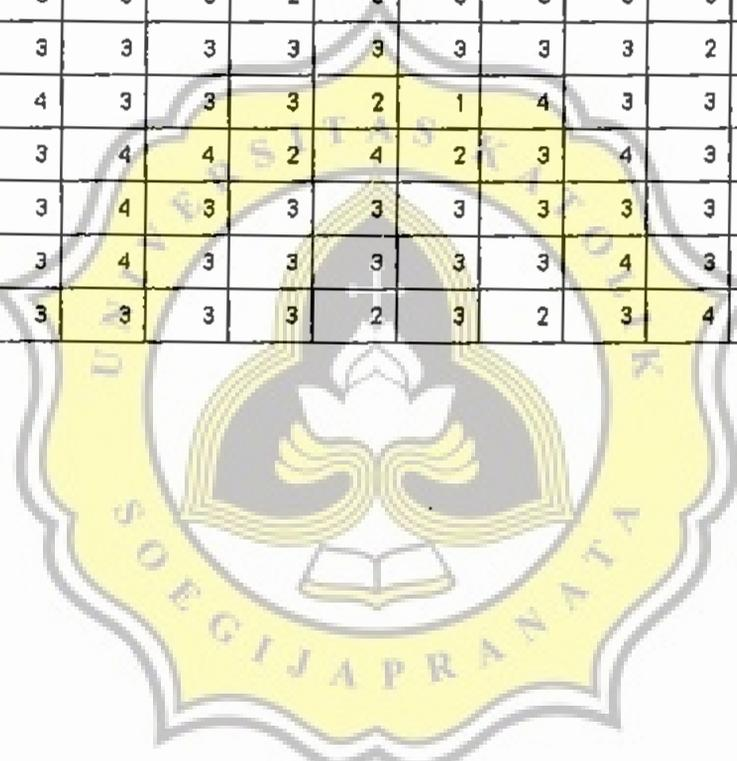 3 3 3 3 3 3 3 3 2
4 3 3 3 2 1 4 3 3
3 4 4 2 4 2 3 4 3
3 4 3 3 3 3 3 3 3
3 4 3 3 3 3 3 4 3
3 3 3 3 2 3 2 3 4
UNIVERSITAS KATOLIK
SOEGIJAPRANATA